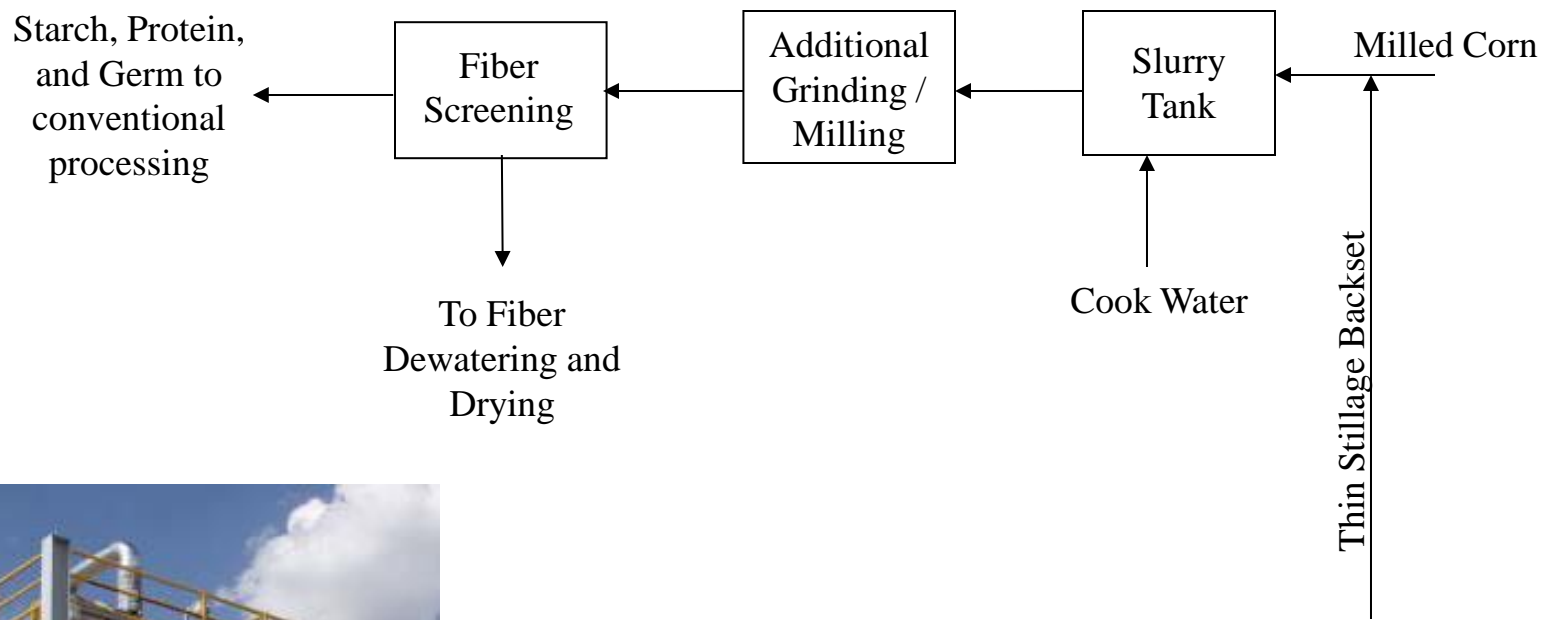 Starch, Protein,
and Germ to
conventional
processing
Fiber
Screening
Additional
Grinding /
Milling
Slurry
Tank
Milled Corn
To Fiber
Dewatering and
Drying
Cook Water
Thin Stillage Backset